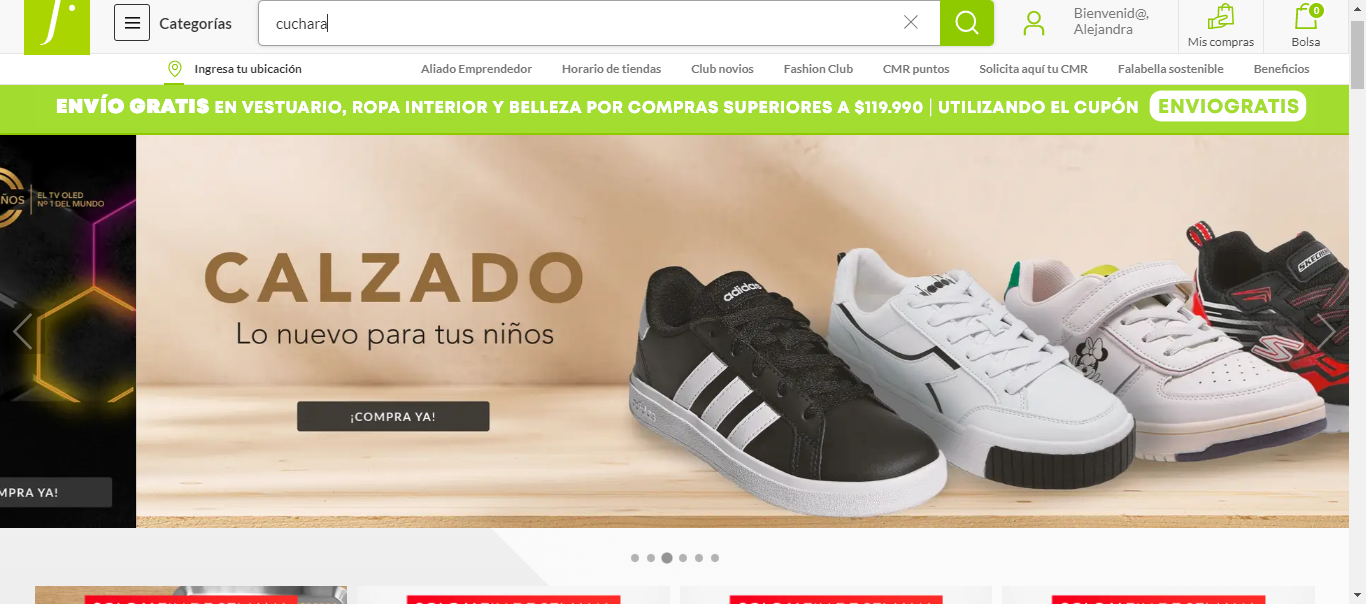 f.
Categorías
cuchara
Bienvenid@,
Alejandra
Mis compras
0
Bolsa
Ingresa tu ubicación
Aliado Emprendedor
Horario de tiendas
Club novios
Fashion Club
CMR puntos
Solicita aquí tu CMR
Falabella sostenible
Beneficios
ENVÍO GRATIS EN VESTUARIO, ROPA INTERIOR Y BELLEZA POR COMPRAS SUPERIORES A $119.990 | UTILIZANDO EL CUPÓN ENVIOGRATIS
EL TV OLED
Nº 1 DEL MUNDO
CALZADO
Lo nuevo para tus niños
¡COMPRA YA!
MPRA YA!
adidas
adidas